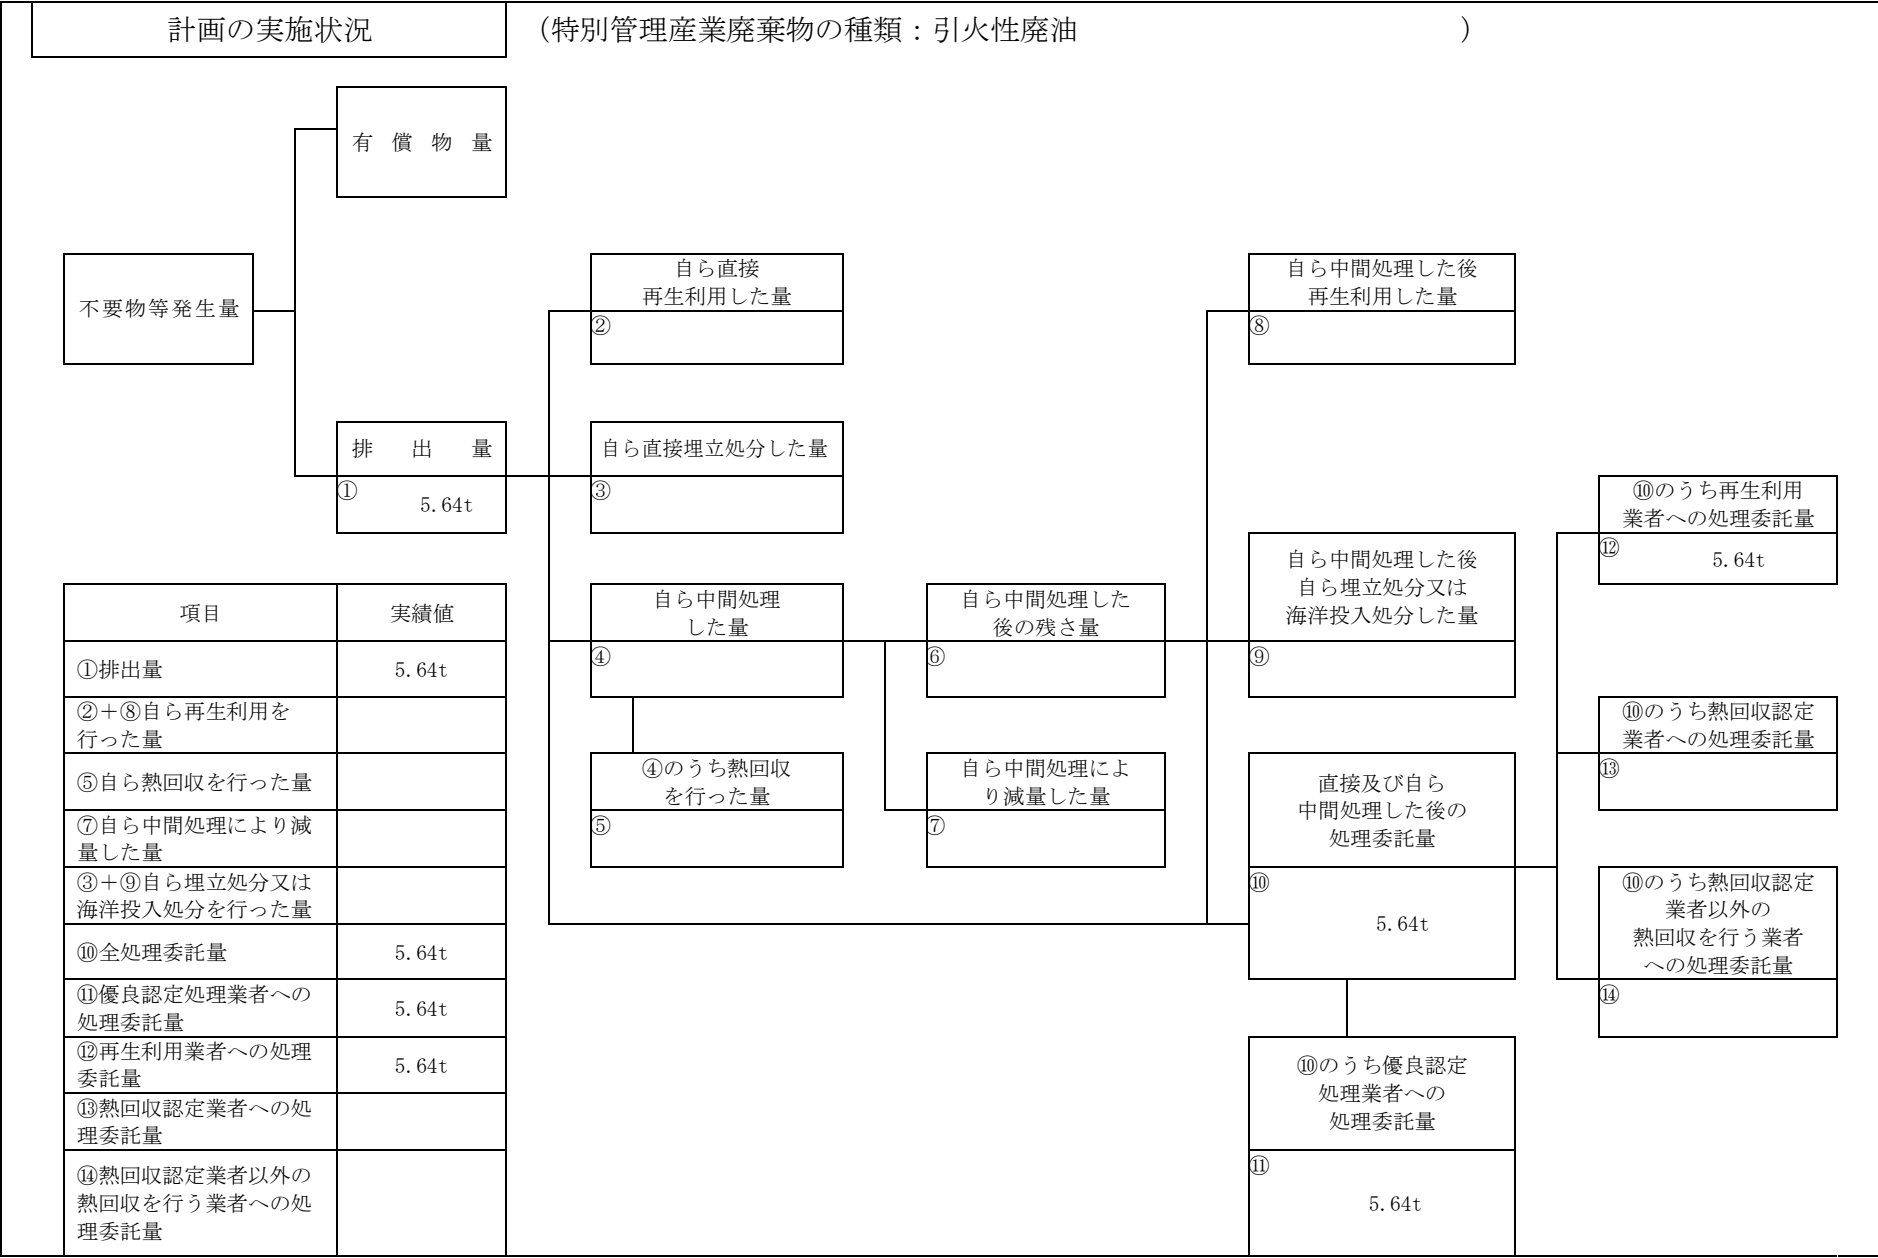 計画の実施状況
（特別管理産業廃棄物の種類：引火性廃油 ）
有償物量
不要物等発生量
排出量
①
5.64t
自ら直接
再生利用した量
②
自ら直接埋立処分した量
③
自ら中間処理
した量
④
④のうち熱回収
を行った量
⑤
自ら中間処理した
後の残さ量
⑥
自ら中間処理によ
り減量した量
⑦
自ら中間処理した後
再生利用した量
⑧
自ら中間処理した後
自ら埋立処分又は
海洋投入処分した量
⑨
直接及び自ら
中間処理した後の
処理委託量
⑩
5.64t
⑩のうち優良認定
処理業者への
処理委託量
⑪
5.64t
⑩のうち再生利用
業者への処理委託量
⑫
5.64t
⑩のうち熱回収認定
業者への処理委託量
⑬
⑩のうち熱回収認定
業者以外の
熱回収を行う業者
への処理委託量
⑭
項目 実績値
①排出量 5.64t
②＋⑧自ら再生利用を
行った量
⑤自ら熱回収を行った量
⑦自ら中間処理により減
量した量
③＋⑨自ら埋立処分又は
海洋投入処分を行った量
⑩全処理委託量 5.64t
⑪優良認定処理業者への
処理委託量 5.64t
⑫再生利用業者への処理
委託量 5.64t
⑬熱回収認定業者への処
理委託量
⑭熱回収認定業者以外の
熱回収を行う業者への処
理委託量